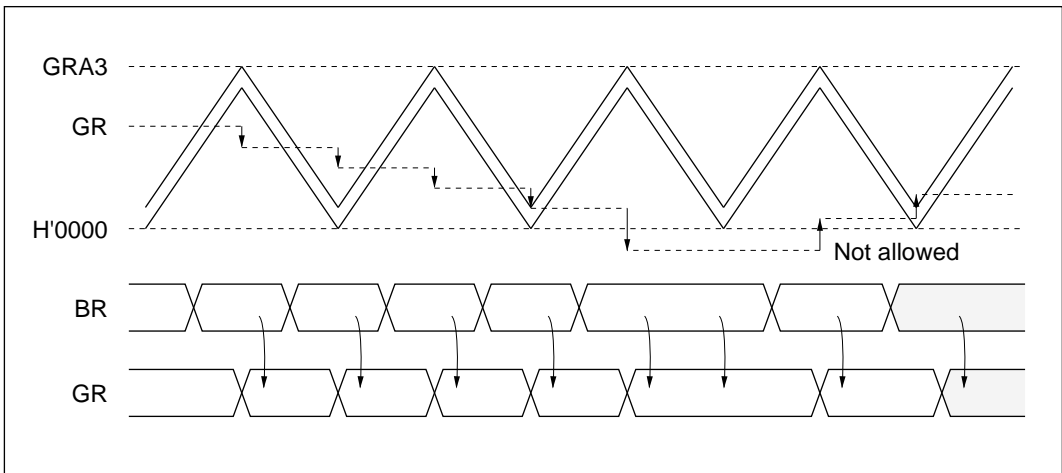 GRA3
GR
H'0000
Not allowed
BR
GR